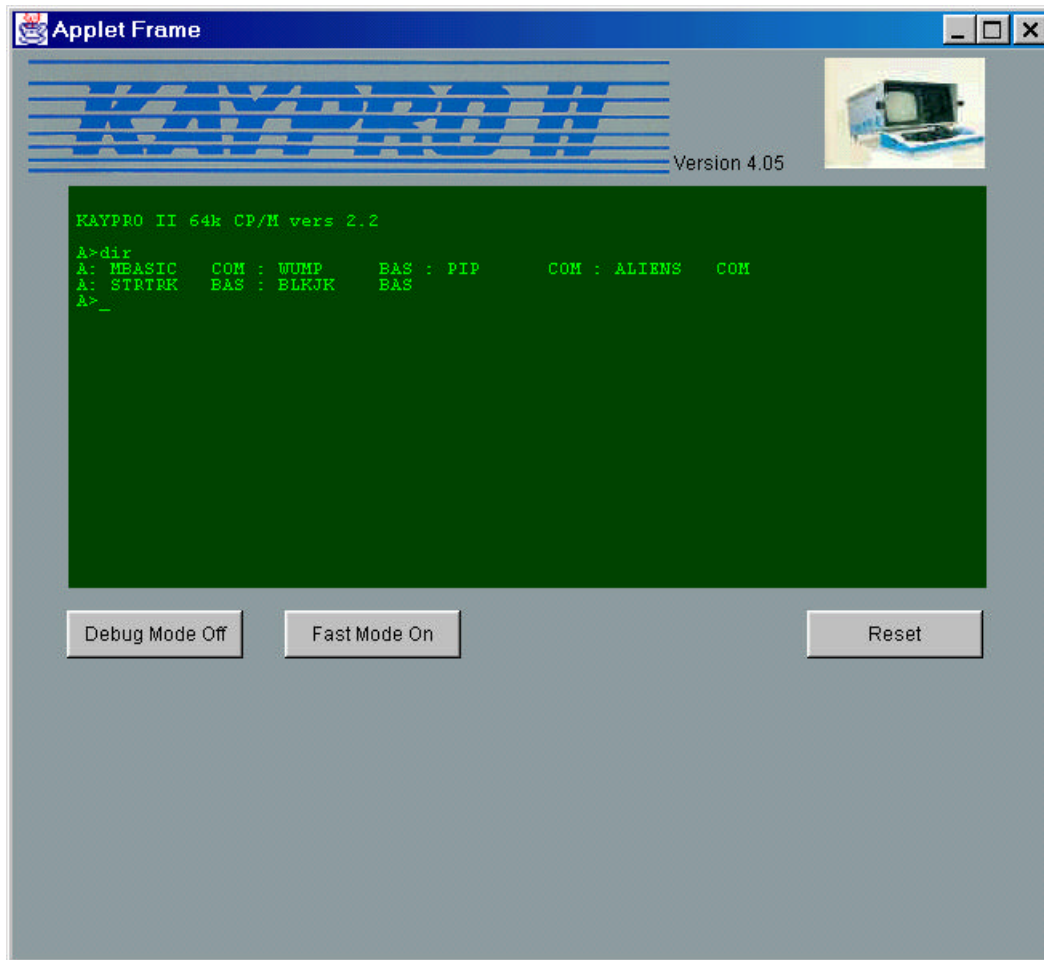 Applet Frame
KAYPRO II
Version 4.05
KAYPRO II 64k CP/M vers 2.2
A>dir
A: MBASIC   COM : WUMP     BAS : PIP      COM : ALIENS   COM
A: STRTRK   BAS : BLKJK    BAS
A>_
Debug Mode Off
Fast Mode On
Reset